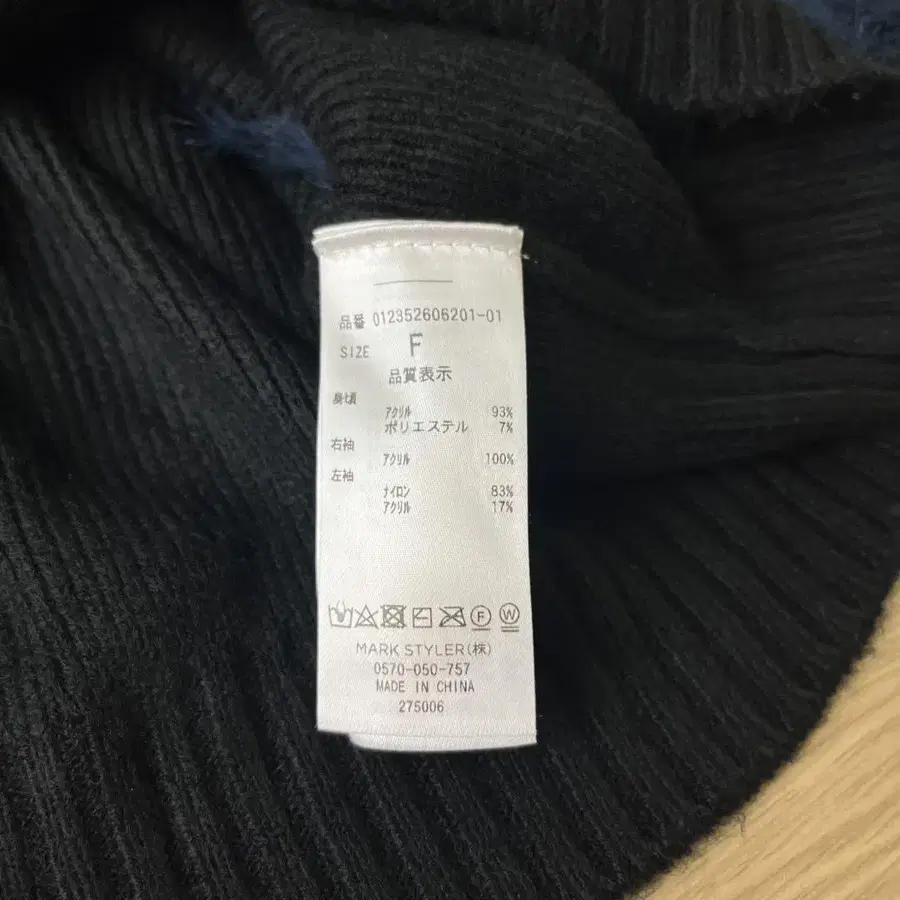 品番 012352606201-01
SIZE F
品質表示
身頃
アクリル 93%
ポリエステル 7%
右袖
アクリル 100%
左袖
ナイロン 83%
アクリル 17%
F W
MARK STYLER(株)
0570-050-757
MADE IN CHINA
275006